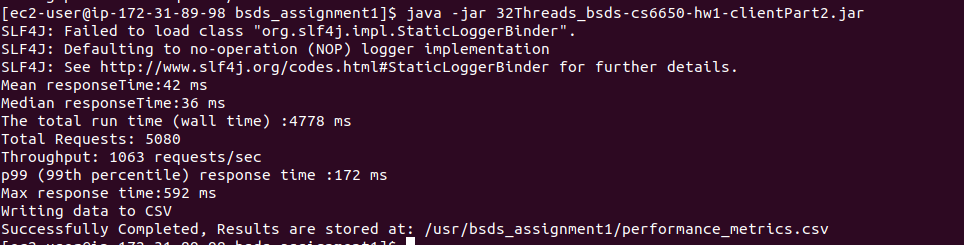 [ec2-user@ip-172-31-89-98 bsds_assignment1]$ java -jar 32Threads_bsds-cs6650-hw1-clientPart2.jar
SLF4J: Failed to load class "org.slf4j.impl.StaticLoggerBinder".
SLF4J: Defaulting to no-operation (NOP) logger implementation
SLF4J: See http://www.slf4j.org/codes.html#StaticLoggerBinder for further details.
Mean responseTime:42 ms
Median responseTime:36 ms
The total run time (wall time) :4778 ms
Total Requests: 5080
Throughput: 1063 requests/sec
p99 (99th percentile) response time :172 ms
Max response time:592 ms
Writing data to CSV
Successfully Completed, Results are stored at: /usr/bsds_assignment1/performance_metrics.csv
[ec2-user@ip-172-31-89-98 bsds_assignment1]$